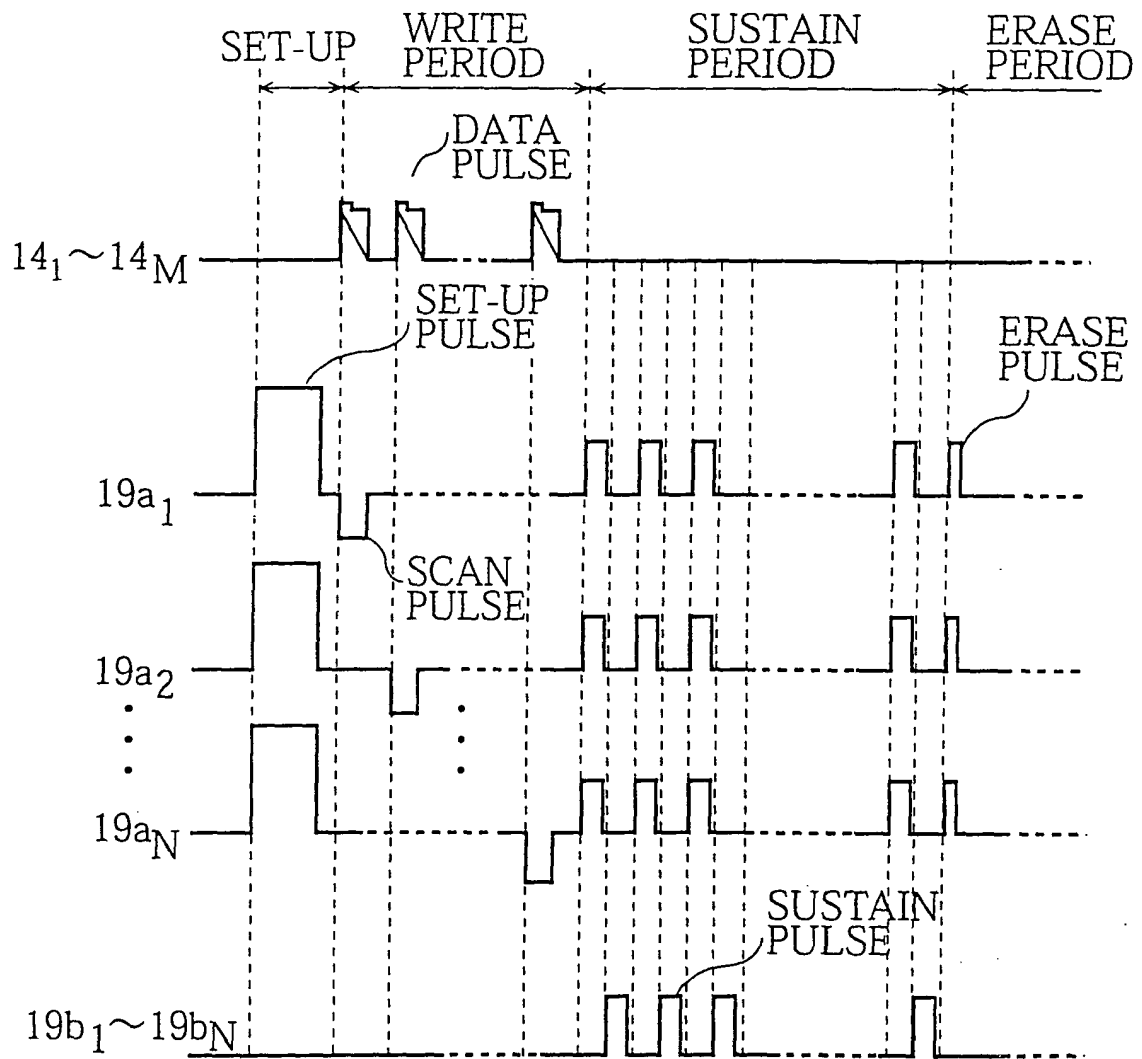 SET-UP
WRITE
PERIOD
SUSTAIN
PERIOD
ERASE
PERIOD
DATA
PULSE
14₁~14M
SET-UP
PULSE
ERASE
PULSE
19a₁
SCAN
PULSE
19a₂
19aN
SUSTAIN
PULSE
19b₁~19bN